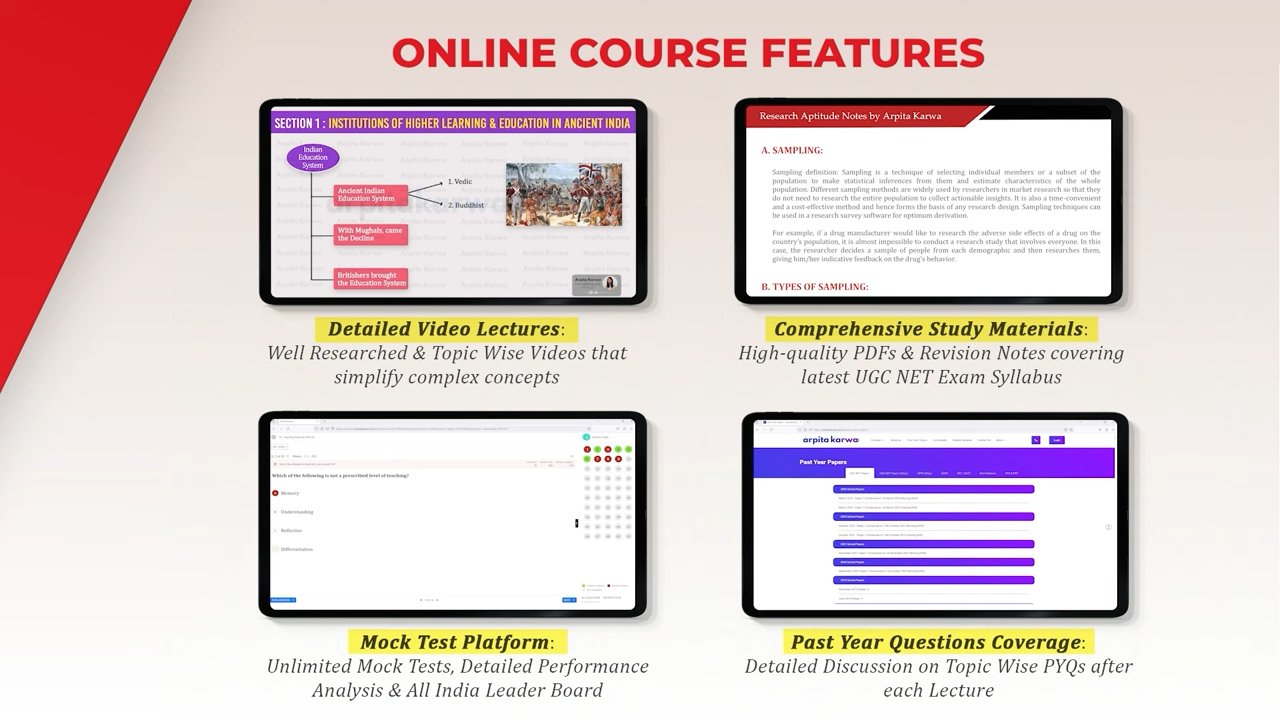 ONLINE COURSE FEATURES
SECTION 1 : INSTITUTIONS OF HIGHER LEARNING & EDUCATION IN ANCIENT INDIA
Indian
Education
System
Ancient Indian
Education System
1. Vedic
2. Buddhist
With Mughals, came
the Decline
Britishers brought
the Education System
Arpita Karwa
Detailed Video Lectures:
Well Researched & Topic Wise Videos that
simplify complex concepts
Research Aptitude Notes by Arpita Karwa
A. SAMPLING:
Sampling definition: Sampling is a technique of selecting individual members or a subset of the
population to make statistical inferences from them and estimate characteristics of the whole
population. Different sampling methods are widely used by researchers in market research so that they
do not need to research the entire population to collect actionable insights. It is also a time-convenient
and a cost-effective method and hence forms the basis of any research design. Sampling techniques can
be used in a research survey software for optimum derivation.
For example, if a drug manufacturer would like to research the adverse side effects of a drug on the
country's population, it is almost impossible to conduct a research study that involves everyone. In this
case, the researcher decides a sample of people from each demographic and then researches them,
giving him/her indicative feedback on the drug's behavior.
B. TYPES OF SAMPLING:
Comprehensive Study Materials:
High-quality PDFs & Revision Notes covering
latest UGC NET Exam Syllabus
Which of the following is not a prescribed level of teaching?
Memory
Understanding
Reflective
Differentiation
Mock Test Platform:
Unlimited Mock Tests, Detailed Performance
Analysis & All India Leader Board
arpita karwa
Login
Past Year Papers
Past Year Questions Coverage:
Detailed Discussion on Topic Wise PYQs after
each Lecture